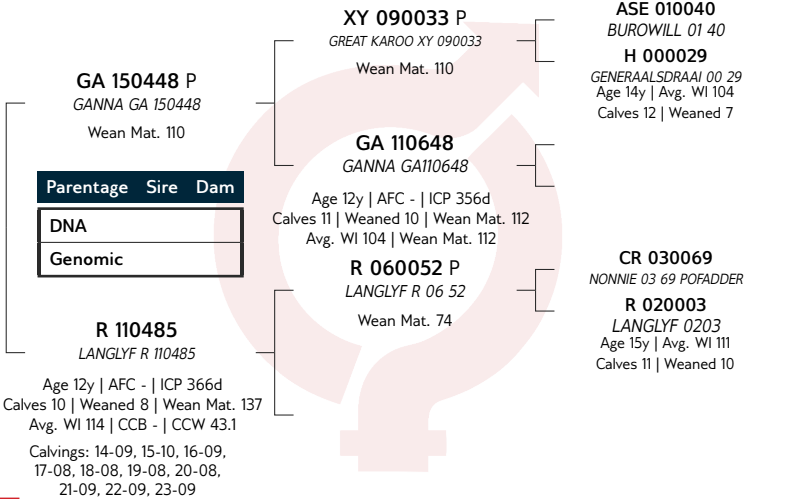 GA 150448 P
GANNA GA 150448
Wean Mat. 110
Parentage Sire Dam
DNA
Genomic
R 110485
LANGLYF R 110485
Age 12y | AFC - | ICP 366d
Calves 10 | Weaned 8 | Wean Mat. 137
Avg. WI 114 | CCB - | CCW 43.1
Calvings: 14-09, 15-10, 16-09,
17-08, 18-08, 19-08, 20-08,
21-09, 22-09, 23-09
XY 090033 P
GREAT KAROO XY 090033
Wean Mat. 110
GA 110648
GANNA GA110648
Age 12y | AFC - | ICP 356d
Calves 11 | Weaned 10 | Wean Mat. 112
Avg. WI 104 | Wean Mat. 112
R 060052 P
LANGLYF R 06 52
Wean Mat. 74
ASE 010040
BUROWILL 01 40
H 000029
GENERAALSDRAAI 00 29
Age 14y | Avg. WI 104
Calves 12 | Weaned 7
CR 030069
NONNIE 03 69 POFADDER
R 020003
LANGLYF 0203
Age 15y | Avg. WI 111
Calves 11 | Weaned 10